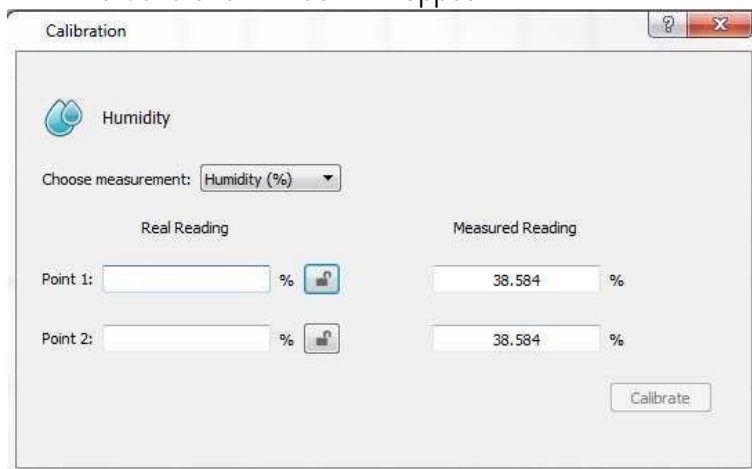 Calibration
Humidity
Choose measurement: Humidity (%)
Real Reading Measured Reading
Point 1: % 38.584 %
Point 2: % 38.584 %
Calibrate